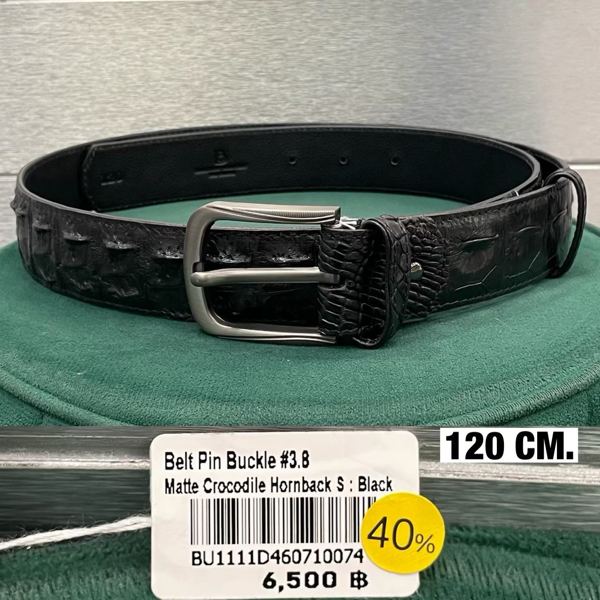 B
120 CM.
Belt Pin Buckle #3.8
Matte Crocodile Hornback S : Black
BU1111D460710074
40%
6,500 ฿